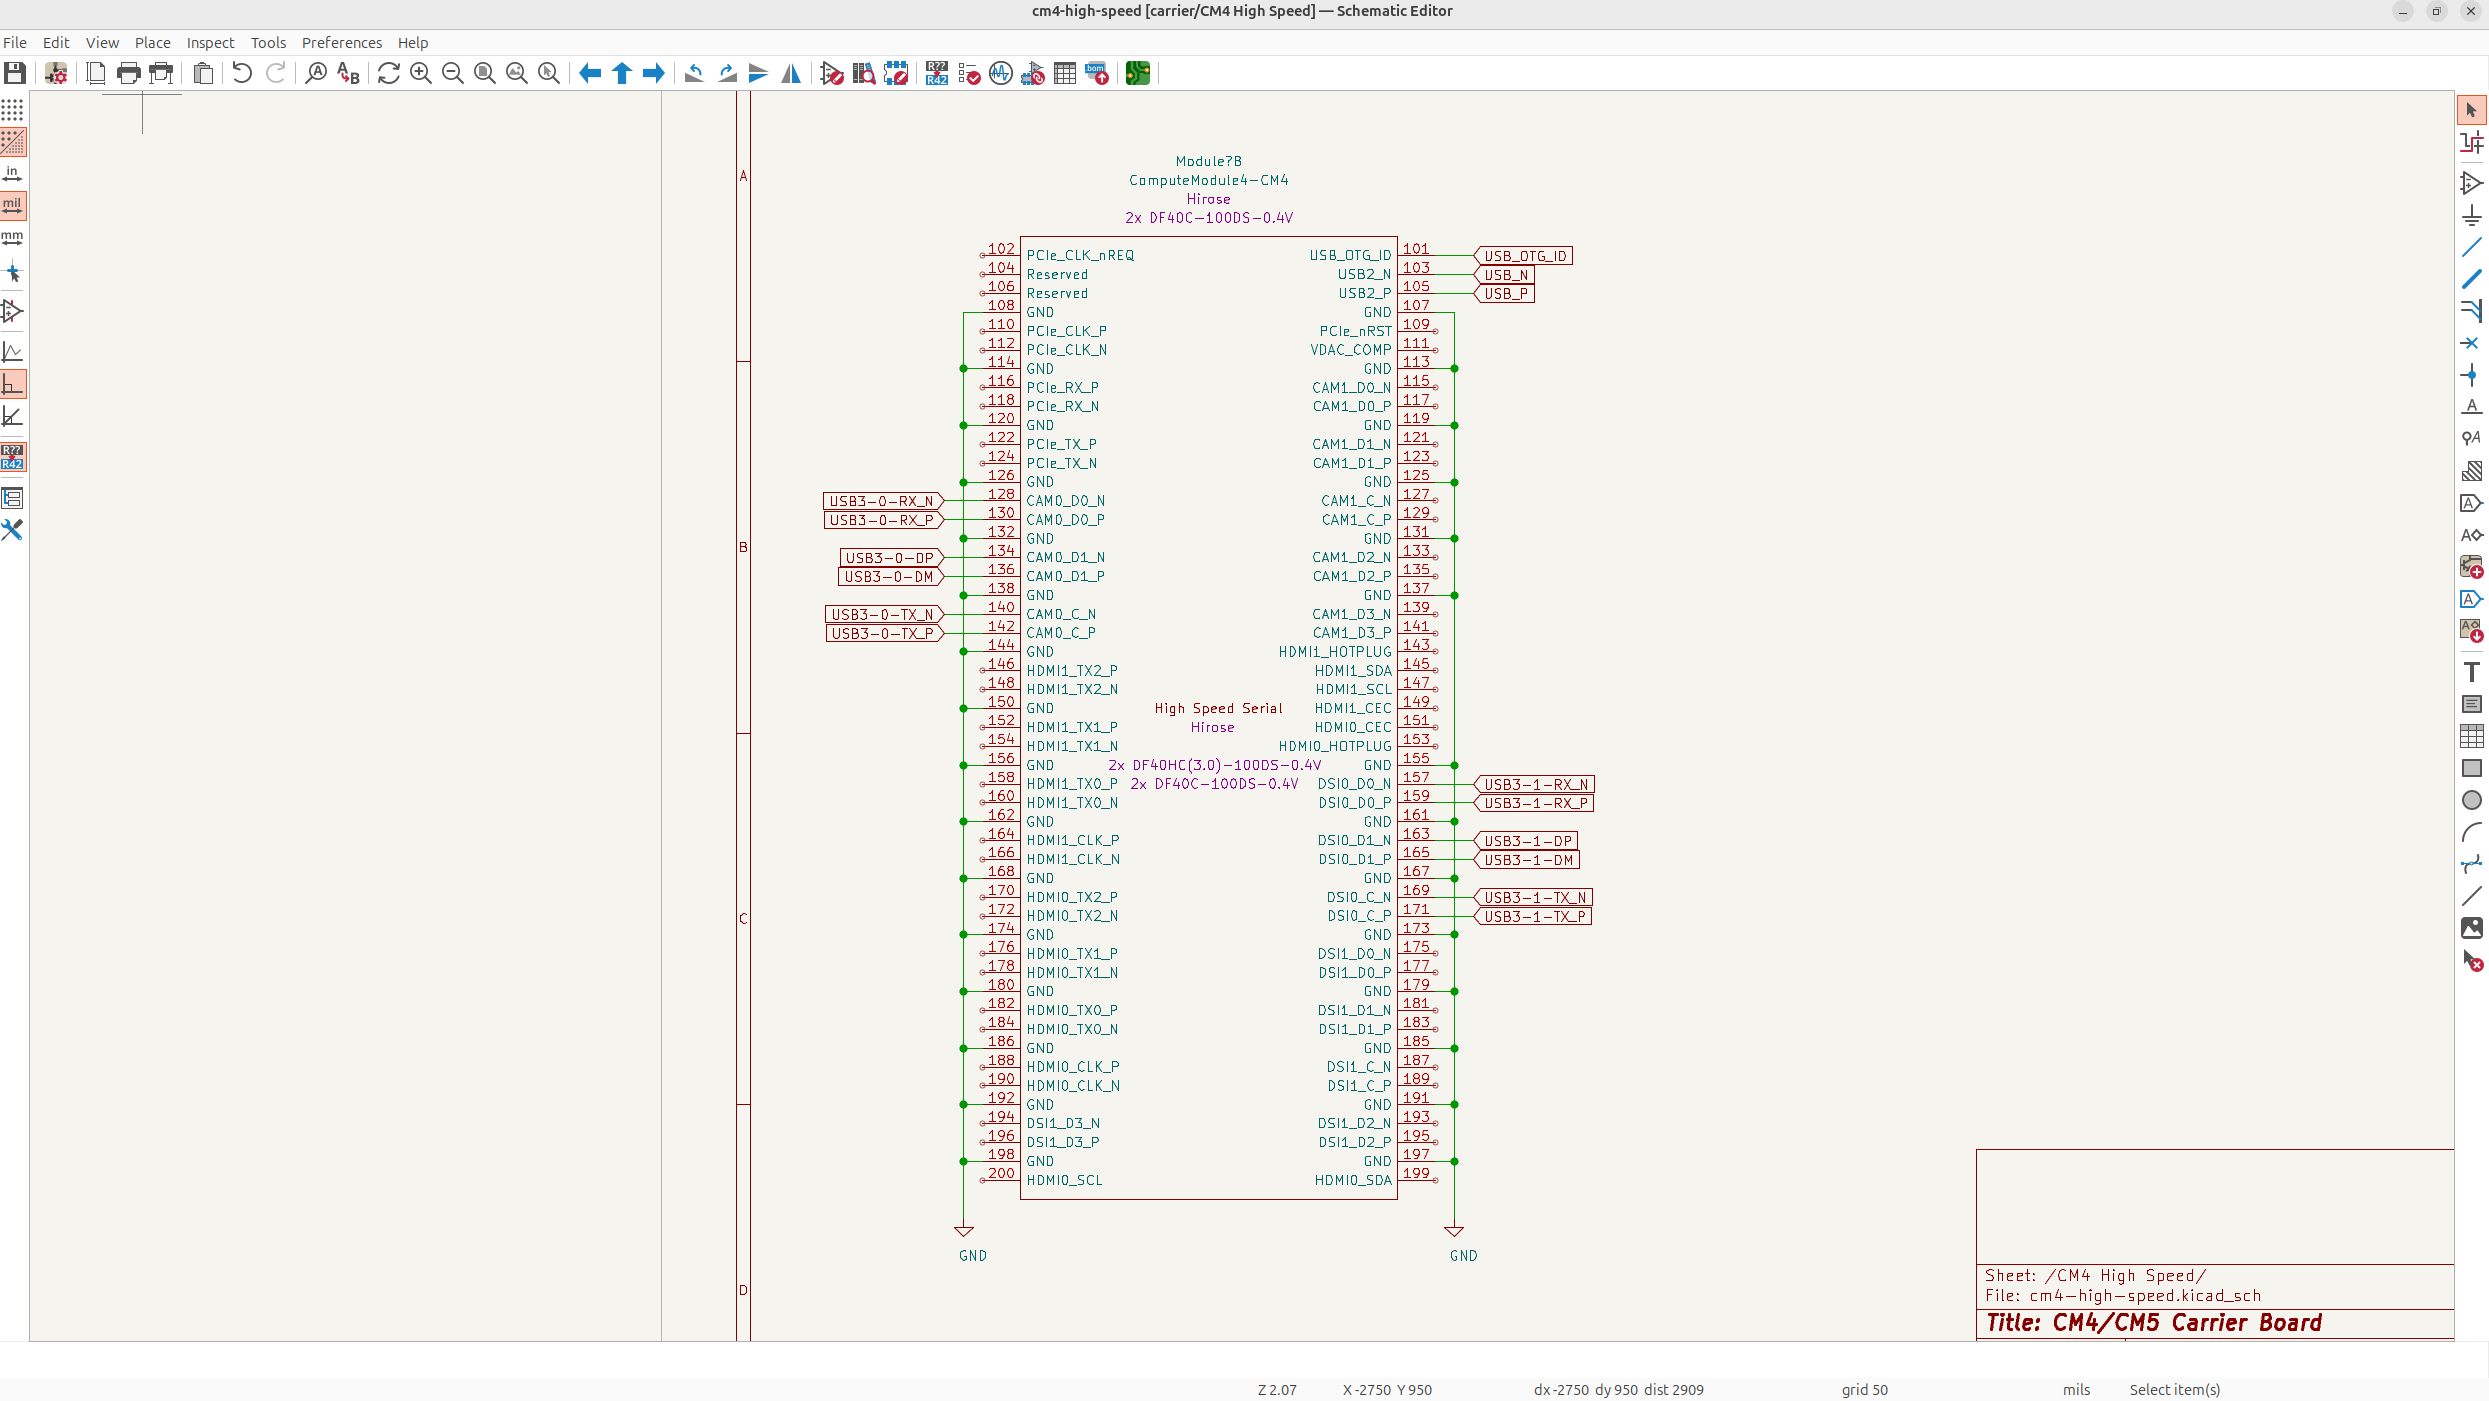 cm4-high-speed [carrier/CM4 High Speed] — Schematic Editor
File Edit View Place Inspect Tools Preferences Help
in
mil
mm
R??
R42
A
B
C
D
Module?B
ComputeModule4-CM4
Hirose
2x DF40C-100DS-0.4V
102 PCIe_CLK_nREQ USB_OTG_ID 101 USB_OTG_ID
104 Reserved USB2_N 103 USB_N
106 Reserved USB2_P 105 USB_P
108 GND GND 107
110 PCIe_CLK_P PCIe_nRST 109
112 PCIe_CLK_N VDAC_COMP 111
114 GND GND 113
116 PCIe_RX_P CAM1_D0_N 115
118 PCIe_RX_N CAM1_D0_P 117
120 GND GND 119
122 PCIe_TX_P CAM1_D1_N 121
124 PCIe_TX_N CAM1_D1_P 123
126 GND GND 125
USB3-0-RX_N 128 CAM0_D0_N CAM1_C_N 127
USB3-0-RX_P 130 CAM0_D0_P CAM1_C_P 129
132 GND GND 131
USB3-0-DP 134 CAM0_D1_N CAM1_D2_N 133
USB3-0-DM 136 CAM0_D1_P CAM1_D2_P 135
138 GND GND 137
USB3-0-TX_N 140 CAM0_C_N CAM1_D3_N 139
USB3-0-TX_P 142 CAM0_C_P CAM1_D3_P 141
144 GND HDMI1_HOTPLUG 143
146 HDMI1_TX2_P HDMI1_SDA 145
148 HDMI1_TX2_N HDMI1_SCL 147
150 GND High Speed Serial HDMI1_CEC 149
152 HDMI1_TX1_P Hirose HDMI0_CEC 151
154 HDMI1_TX1_N HDMI0_HOTPLUG 153
156 GND 2x DF40HC(3.0)-100DS-0.4V GND 155
158 HDMI1_TX0_P 2x DF40C-100DS-0.4V DSI0_D0_N 157 USB3-1-RX_N
160 HDMI1_TX0_N DSI0_D0_P 159 USB3-1-RX_P
162 GND GND 161
164 HDMI1_CLK_P DSI0_D1_N 163 USB3-1-DP
166 HDMI1_CLK_N DSI0_D1_P 165 USB3-1-DM
168 GND GND 167
170 HDMI0_TX2_P DSI0_C_N 169 USB3-1-TX_N
172 HDMI0_TX2_N DSI0_C_P 171 USB3-1-TX_P
174 GND GND 173
176 HDMI0_TX1_P DSI1_D0_N 175
178 HDMI0_TX1_N DSI1_D0_P 177
180 GND GND 179
182 HDMI0_TX0_P DSI1_D1_N 181
184 HDMI0_TX0_N DSI1_D1_P 183
186 GND GND 185
188 HDMI0_CLK_P DSI1_C_N 187
190 HDMI0_CLK_N DSI1_C_P 189
192 GND GND 191
194 DSI1_D3_N DSI1_D2_N 193
196 DSI1_D3_P DSI1_D2_P 195
198 GND GND 197
200 HDMI0_SCL HDMI0_SDA 199
GND GND
Sheet: /CM4 High Speed/
File: cm4-high-speed.kicad_sch
Title: CM4/CM5 Carrier Board
Z 2.07 X -2750 Y 950 dx -2750 dy 950 dist 2909 grid 50 mils Select item(s)